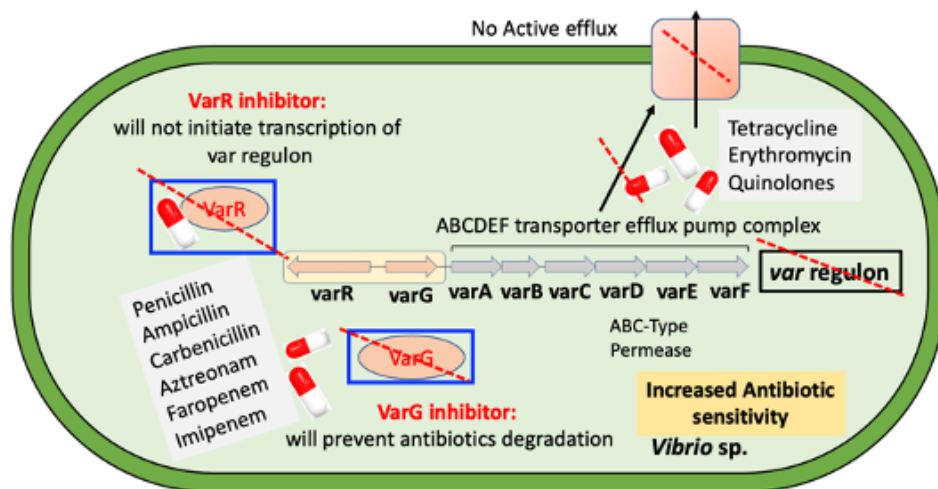 No Active efflux
VarR inhibitor:
will not initiate transcription of
var regulon
Tetracycline
Erythromycin
Quinolones
VarR
ABCDEF transporter efflux pump complex
var regulon
varR varG varA varB varC varD varE varF
Penicillin
Ampicillin
Carbenicillin
Aztreonam
Faropenem
Imipenem
ABC-Type
Permease
VarG
VarG inhibitor:
will prevent antibiotics degradation
Increased Antibiotic
sensitivity
Vibrio sp.